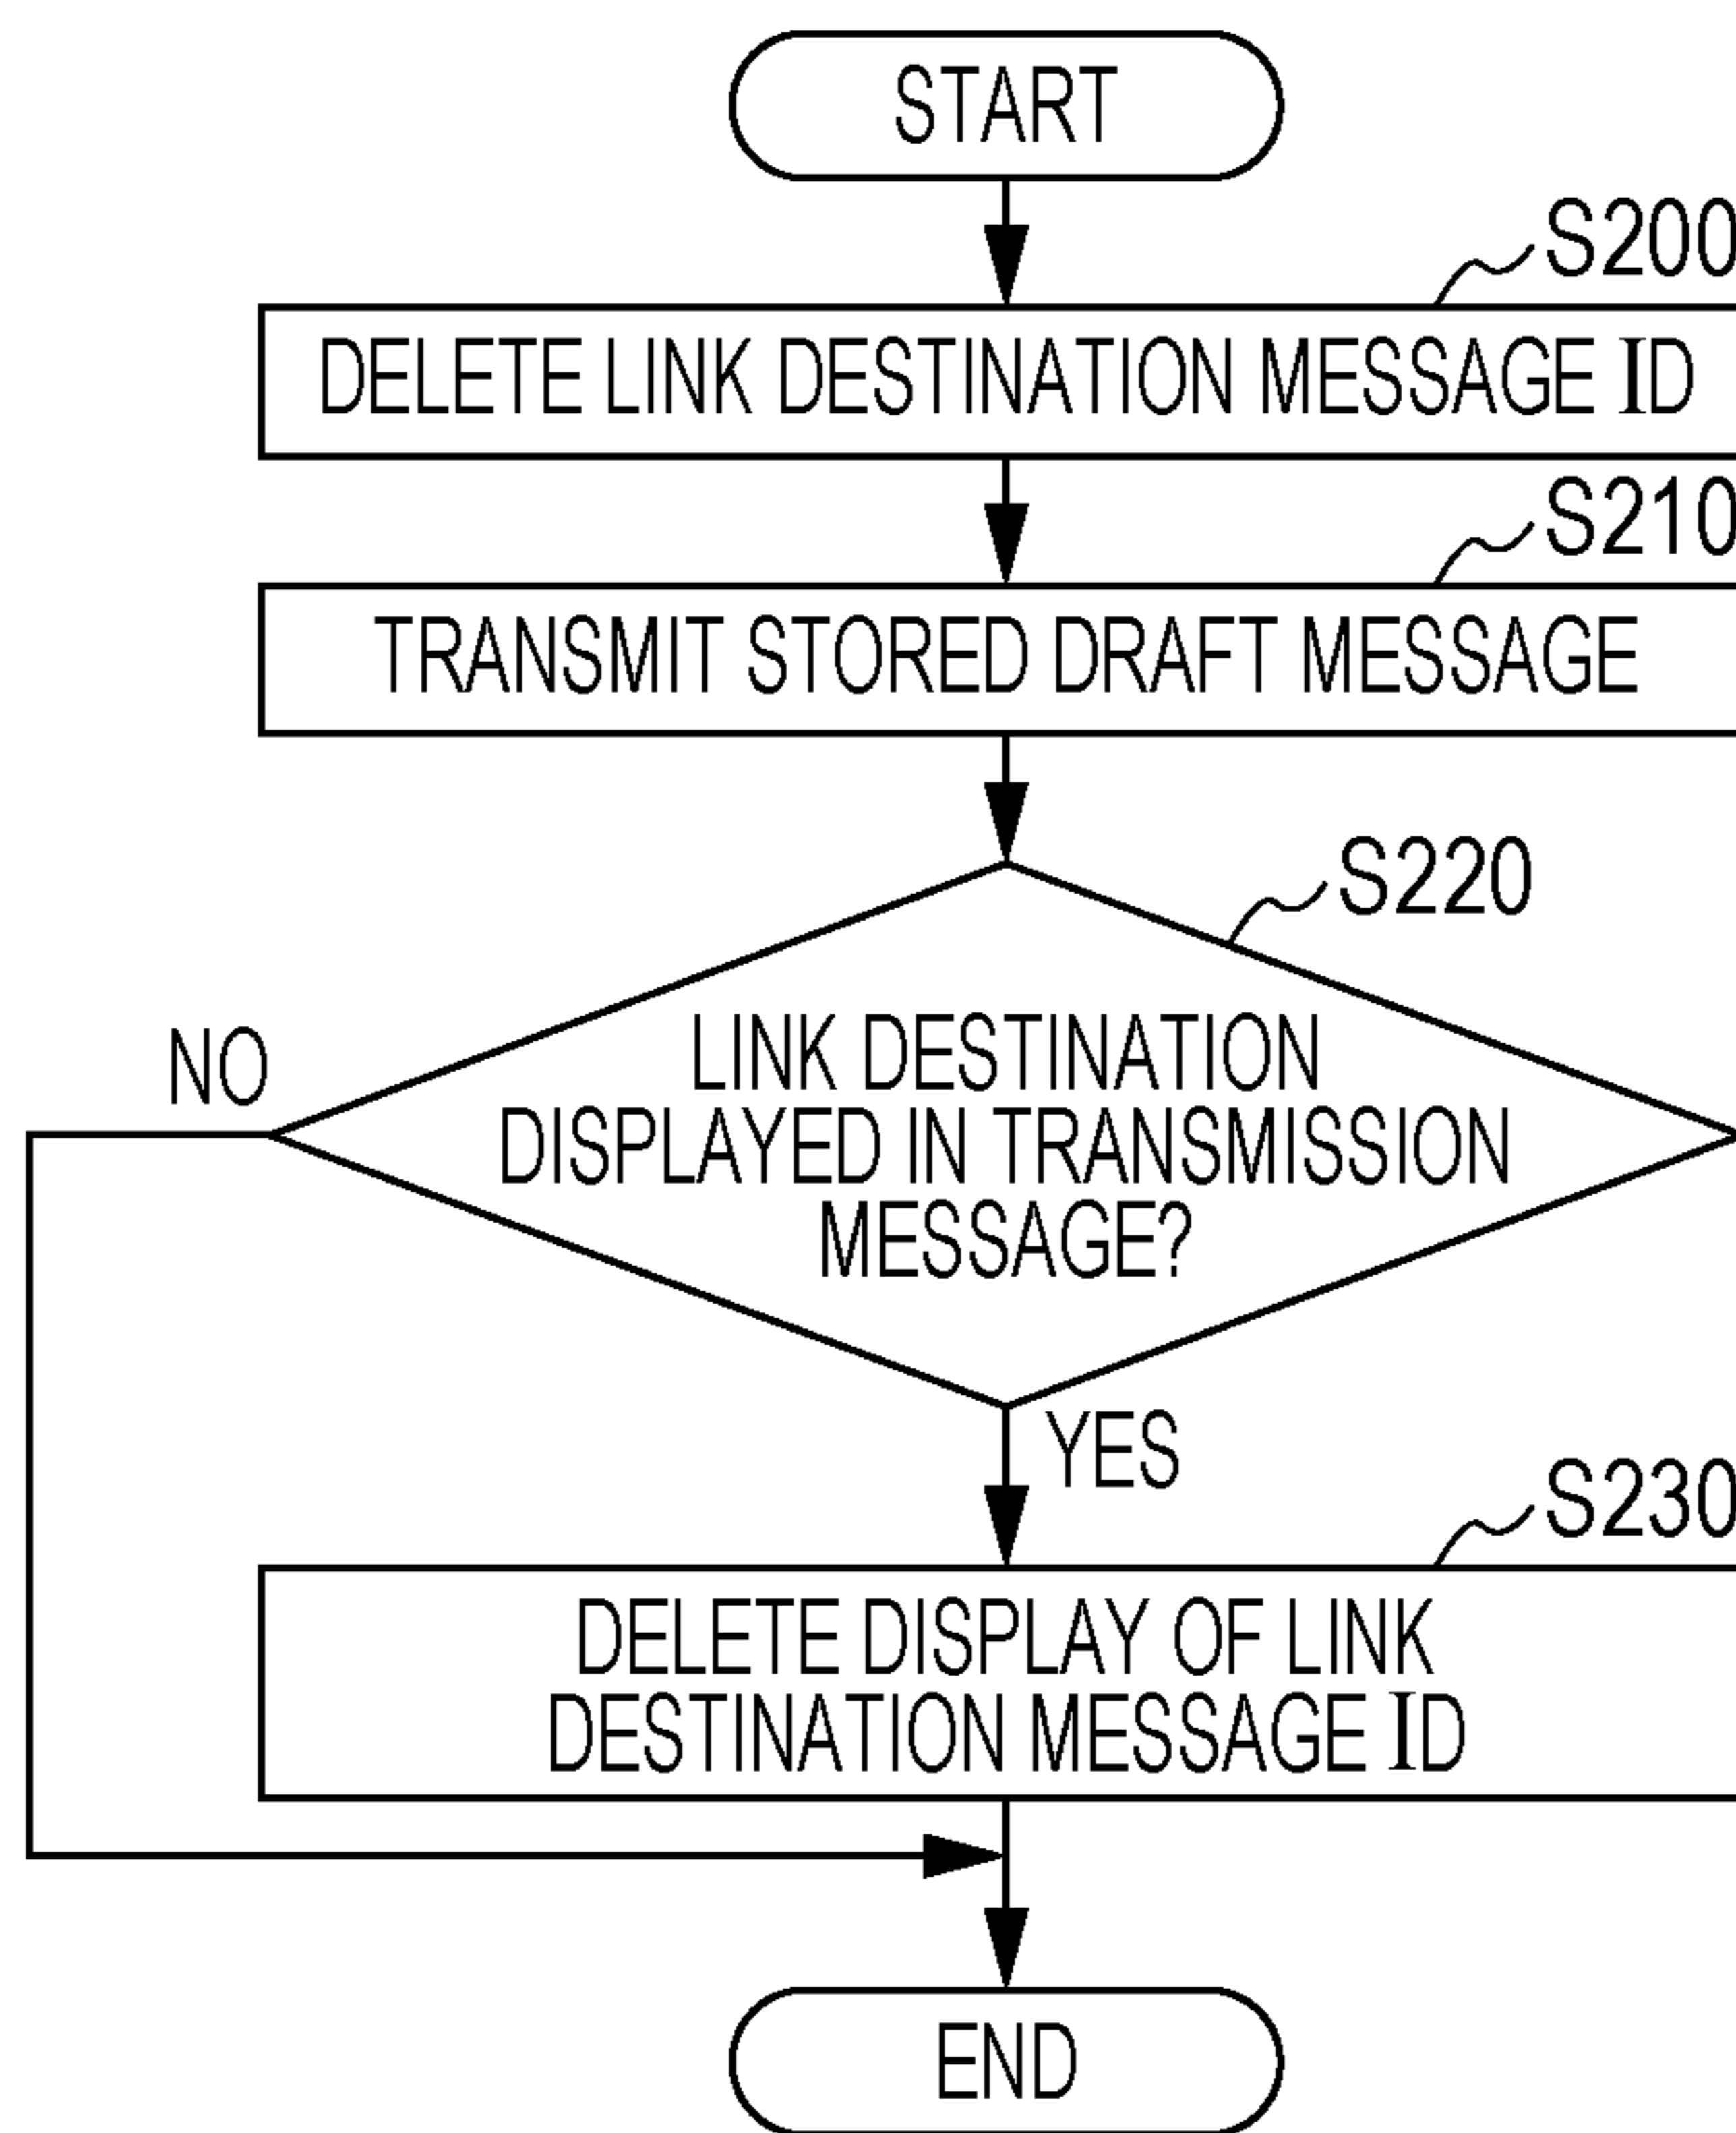 START
S200
DELETE LINK DESTINATION MESSAGE ID
S210
TRANSMIT STORED DRAFT MESSAGE
S220
LINK DESTINATION
DISPLAYED IN TRANSMISSION
MESSAGE?
NO
YES
S230
DELETE DISPLAY OF LINK
DESTINATION MESSAGE ID
END